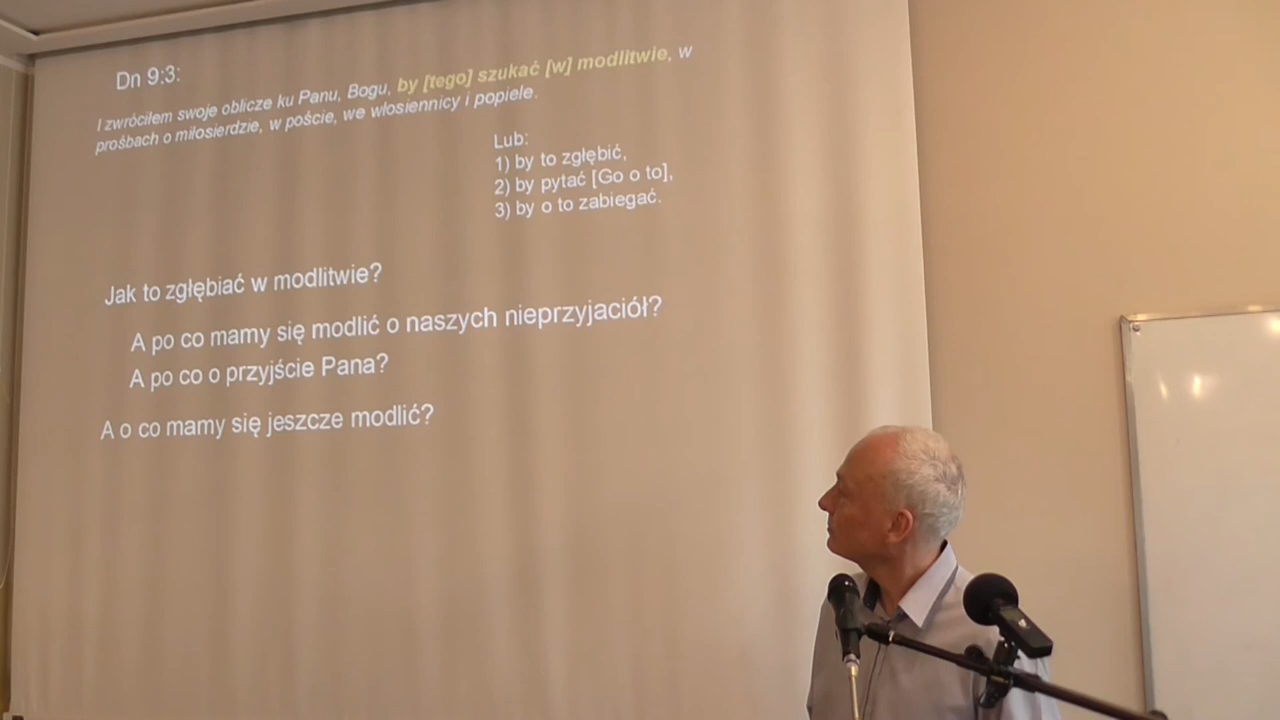 Dn 9:3:
I zwróciłem swoje oblicze ku Panu, Bogu, by [tego] szukać [w] modlitwie, w
prośbach o miłosierdzie, w poście, we włosiennicy i popiele.
Lub:
1) by to zgłębić,
2) by pytać [Go o to],
3) by o to zabiegać.
Jak to zgłębiać w modlitwie?
A po co mamy się modlić o naszych nieprzyjaciół?
A po co o przyjście Pana?
A o co mamy się jeszcze modlić?